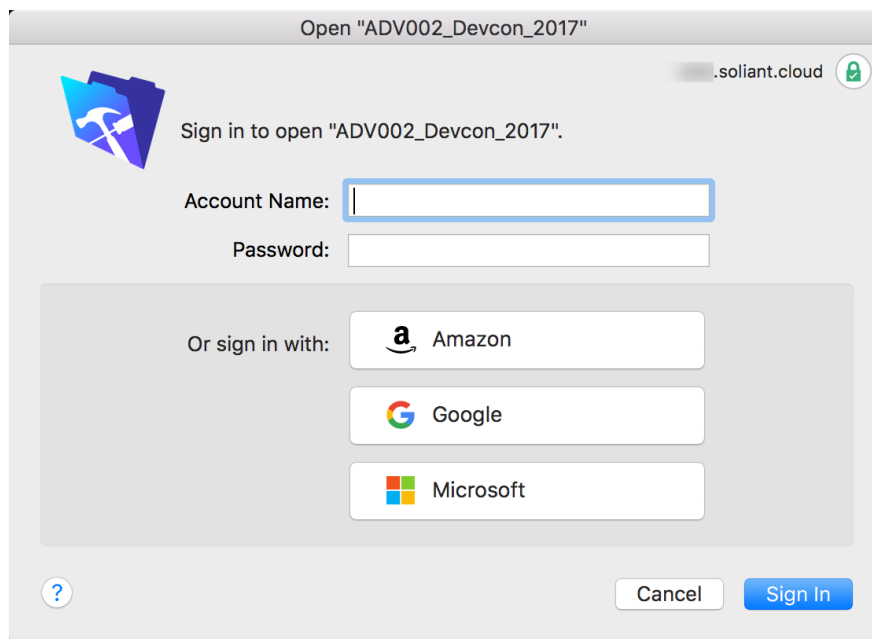 Open "ADV002_Devcon_2017"
.soliant.cloud
Sign in to open "ADV002_Devcon_2017".
Account Name:
Password:
Or sign in with:
Amazon
Google
Microsoft
?
Cancel
Sign In